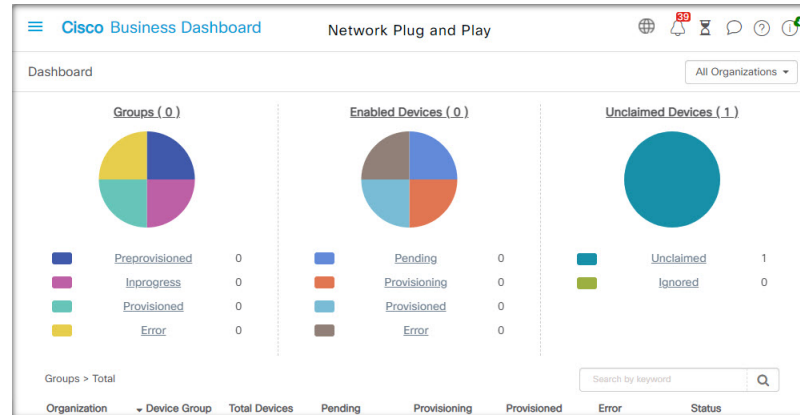 Cisco Business Dashboard
Network Plug and Play
39
Dashboard
All Organizations
Groups ( 0 )
Enabled Devices ( 0 )
Unclaimed Devices ( 1 )
Preprovisioned 0
Pending 0
Unclaimed 1
Inprogress 0
Provisioning 0
Ignored 0
Provisioned 0
Provisioned 0
Error 0
Error 0
Groups > Total
Search by keyword
Organization Device Group Total Devices Pending Provisioning Provisioned Error Status